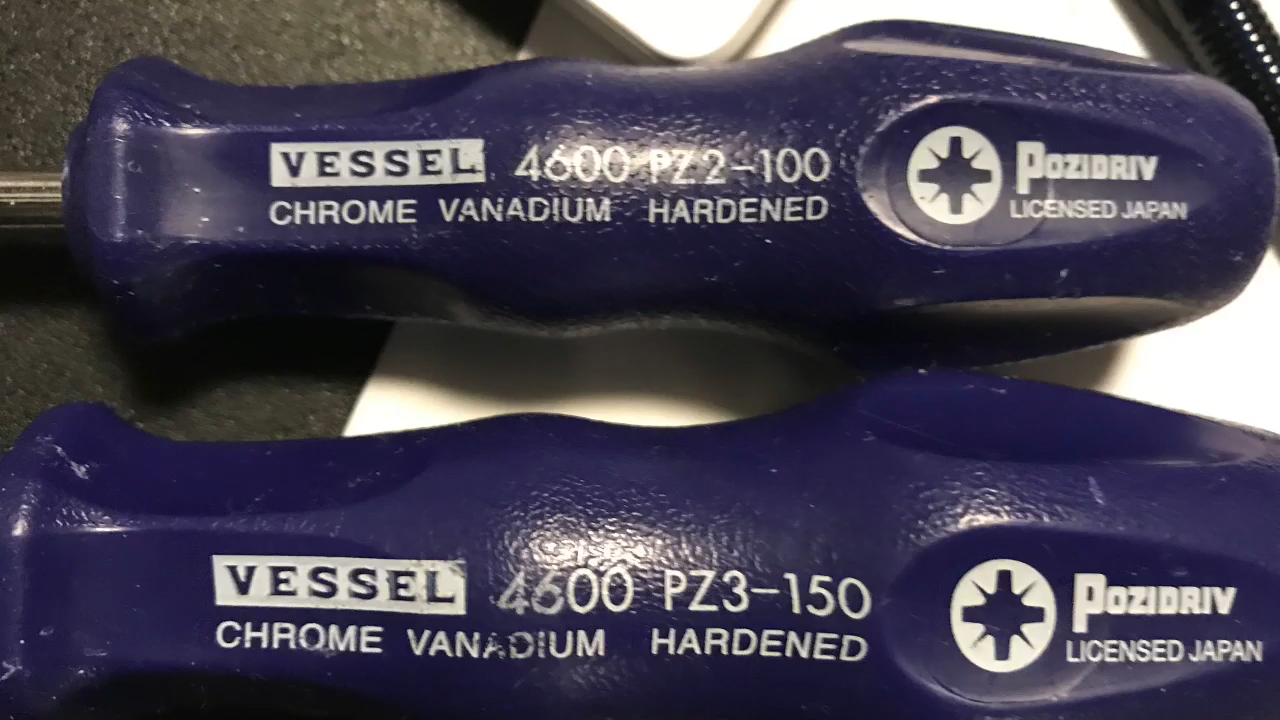 VESSEL 4600 PZ2-100
CHROME VANADIUM HARDENED
POZIDRIV
LICENSED JAPAN
VESSEL 4600 PZ3-150
CHROME VANADIUM HARDENED
POZIDRIV
LICENSED JAPAN